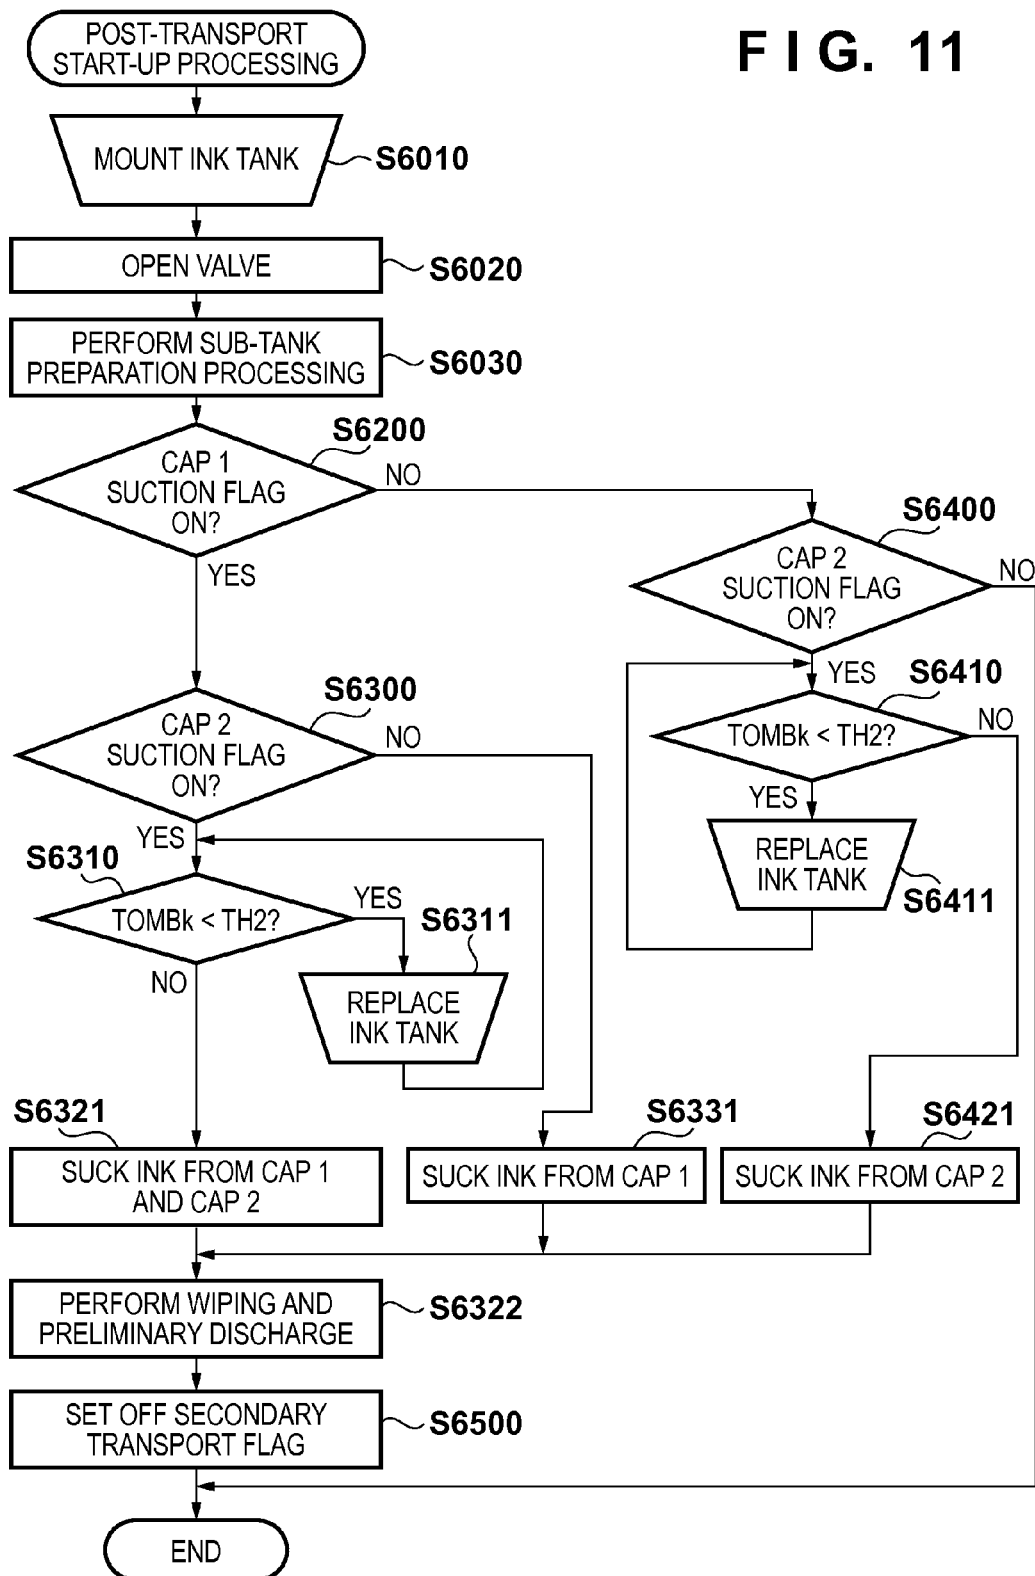 FIG. 11
POST-TRANSPORT
START-UP PROCESSING
MOUNT INK TANK
S6010
OPEN VALVE
S6020
PERFORM SUB-TANK
PREPARATION PROCESSING
S6030
S6200
CAP 1
SUCTION FLAG
ON?
NO
YES
S6400
CAP 2
SUCTION FLAG
ON?
NO
YES
S6410
TOMBk < TH2?
NO
YES
REPLACE
INK TANK
S6411
S6300
CAP 2
SUCTION FLAG
ON?
NO
YES
S6310
TOMBk < TH2?
YES
NO
S6311
REPLACE
INK TANK
S6321
SUCK INK FROM CAP 1
AND CAP 2
S6331
SUCK INK FROM CAP 1
S6421
SUCK INK FROM CAP 2
PERFORM WIPING AND
PRELIMINARY DISCHARGE
S6322
SET OFF SECONDARY
TRANSPORT FLAG
S6500
END